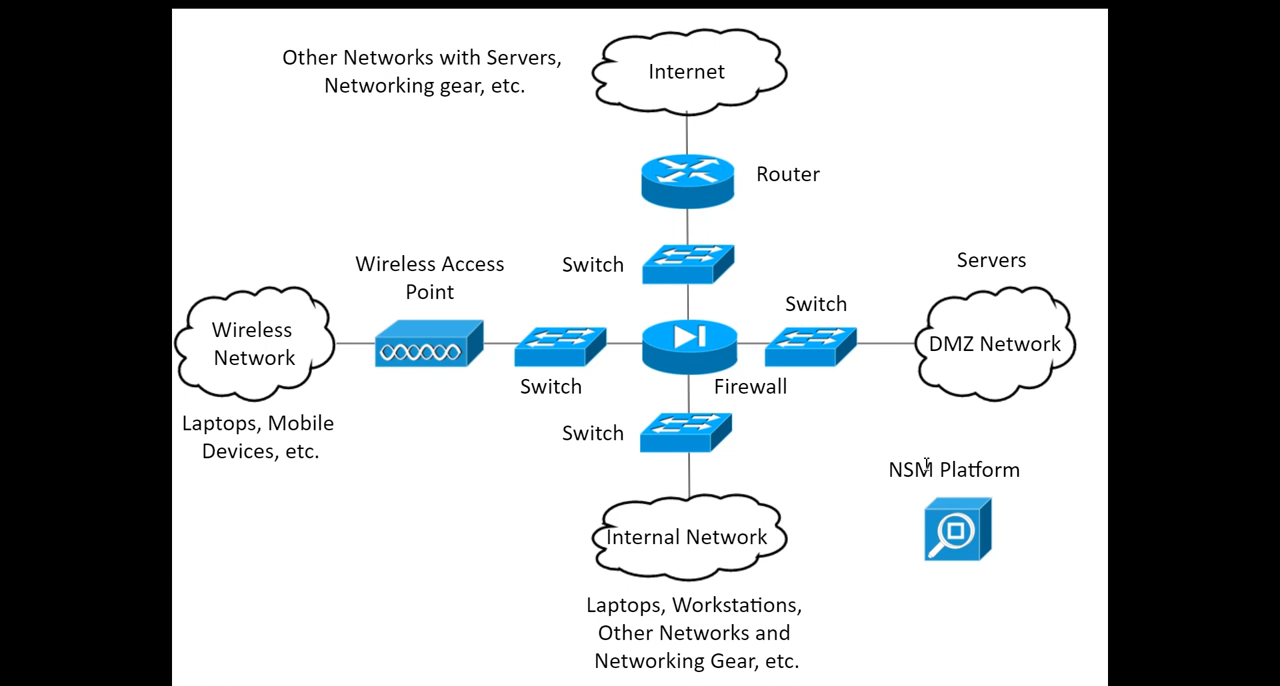 Other Networks with Servers,
Networking gear, etc.
Internet
Router
Switch
Wireless Access
Point
Servers
Switch
Wireless
Network
DMZ Network
Switch
Firewall
Laptops, Mobile
Devices, etc.
Switch
NSM Platform
Internal Network
Laptops, Workstations,
Other Networks and
Networking Gear, etc.